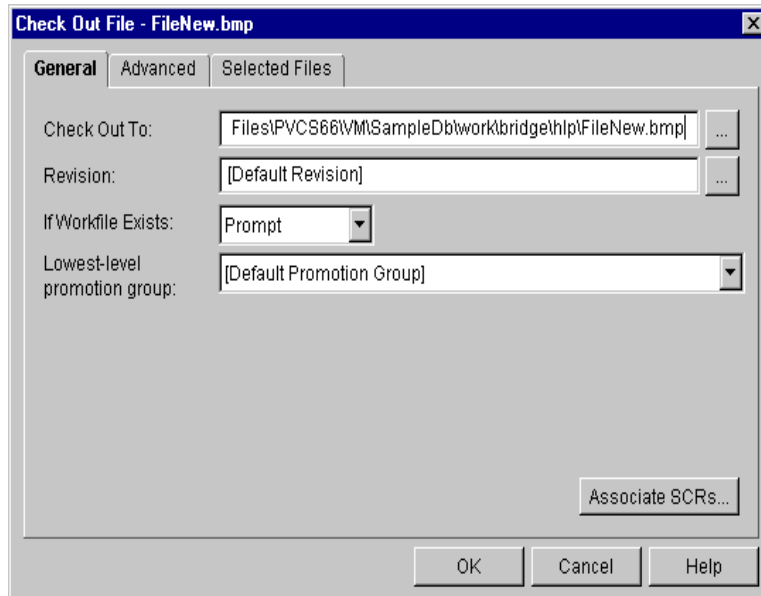 Check Out File - FileNew.bmp
General Advanced Selected Files
Check Out To: Files\PVCS66\VM\SampleDb\work\bridge\hlp\FileNew.bmp ...
Revision: [Default Revision] ...
If Workfile Exists: Prompt
Lowest-level
promotion group: [Default Promotion Group]
Associate SCRs...
OK Cancel Help